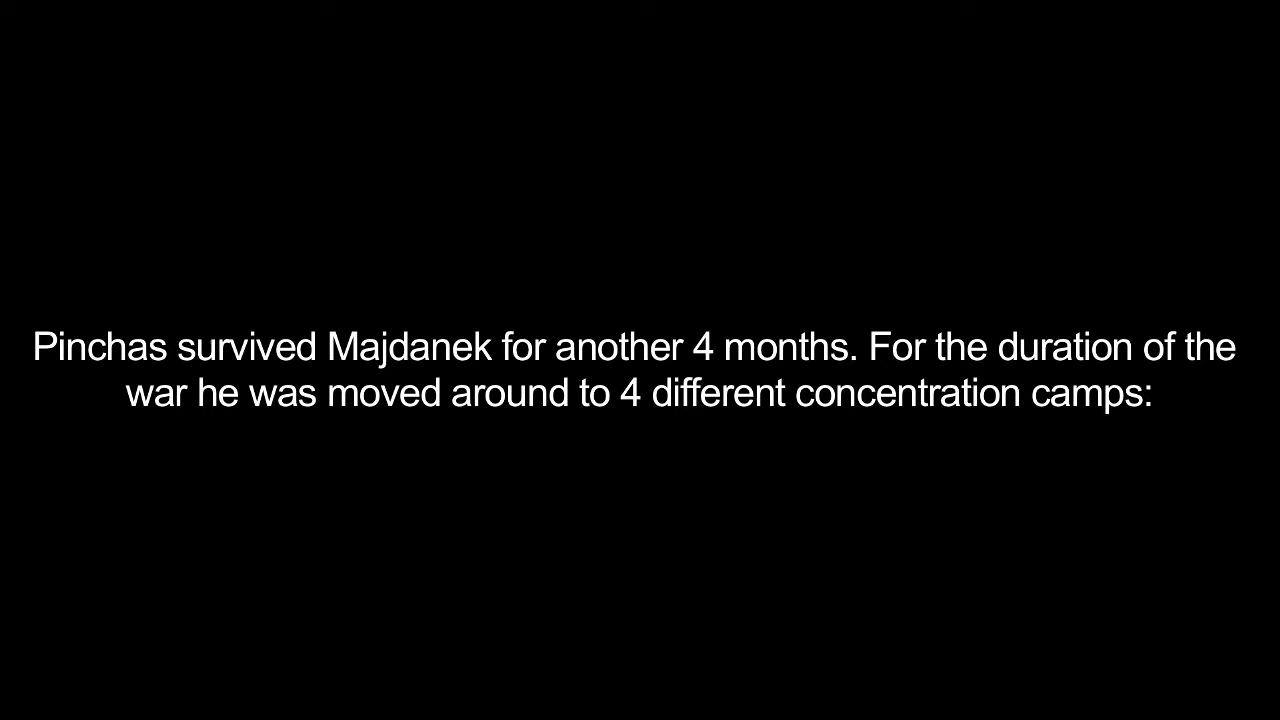 Pinchas survived Majdanek for another 4 months. For the duration of the
war he was moved around to 4 different concentration camps: